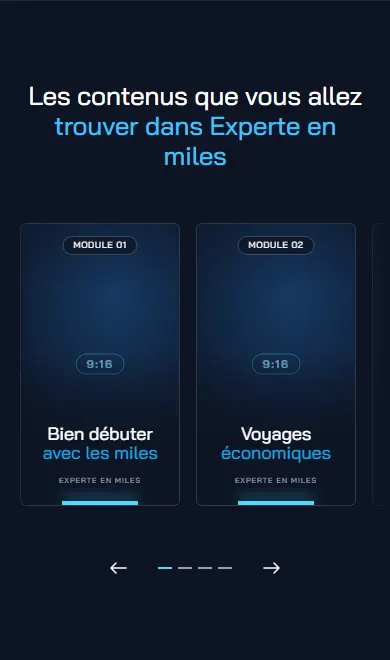 Les contenus que vous allez
trouver dans Experte en
miles
MODULE 01
9:16
Bien débuter
avec les miles
EXPERTE EN MILES
MODULE 02
9:16
Voyages
économiques
EXPERTE EN MILES